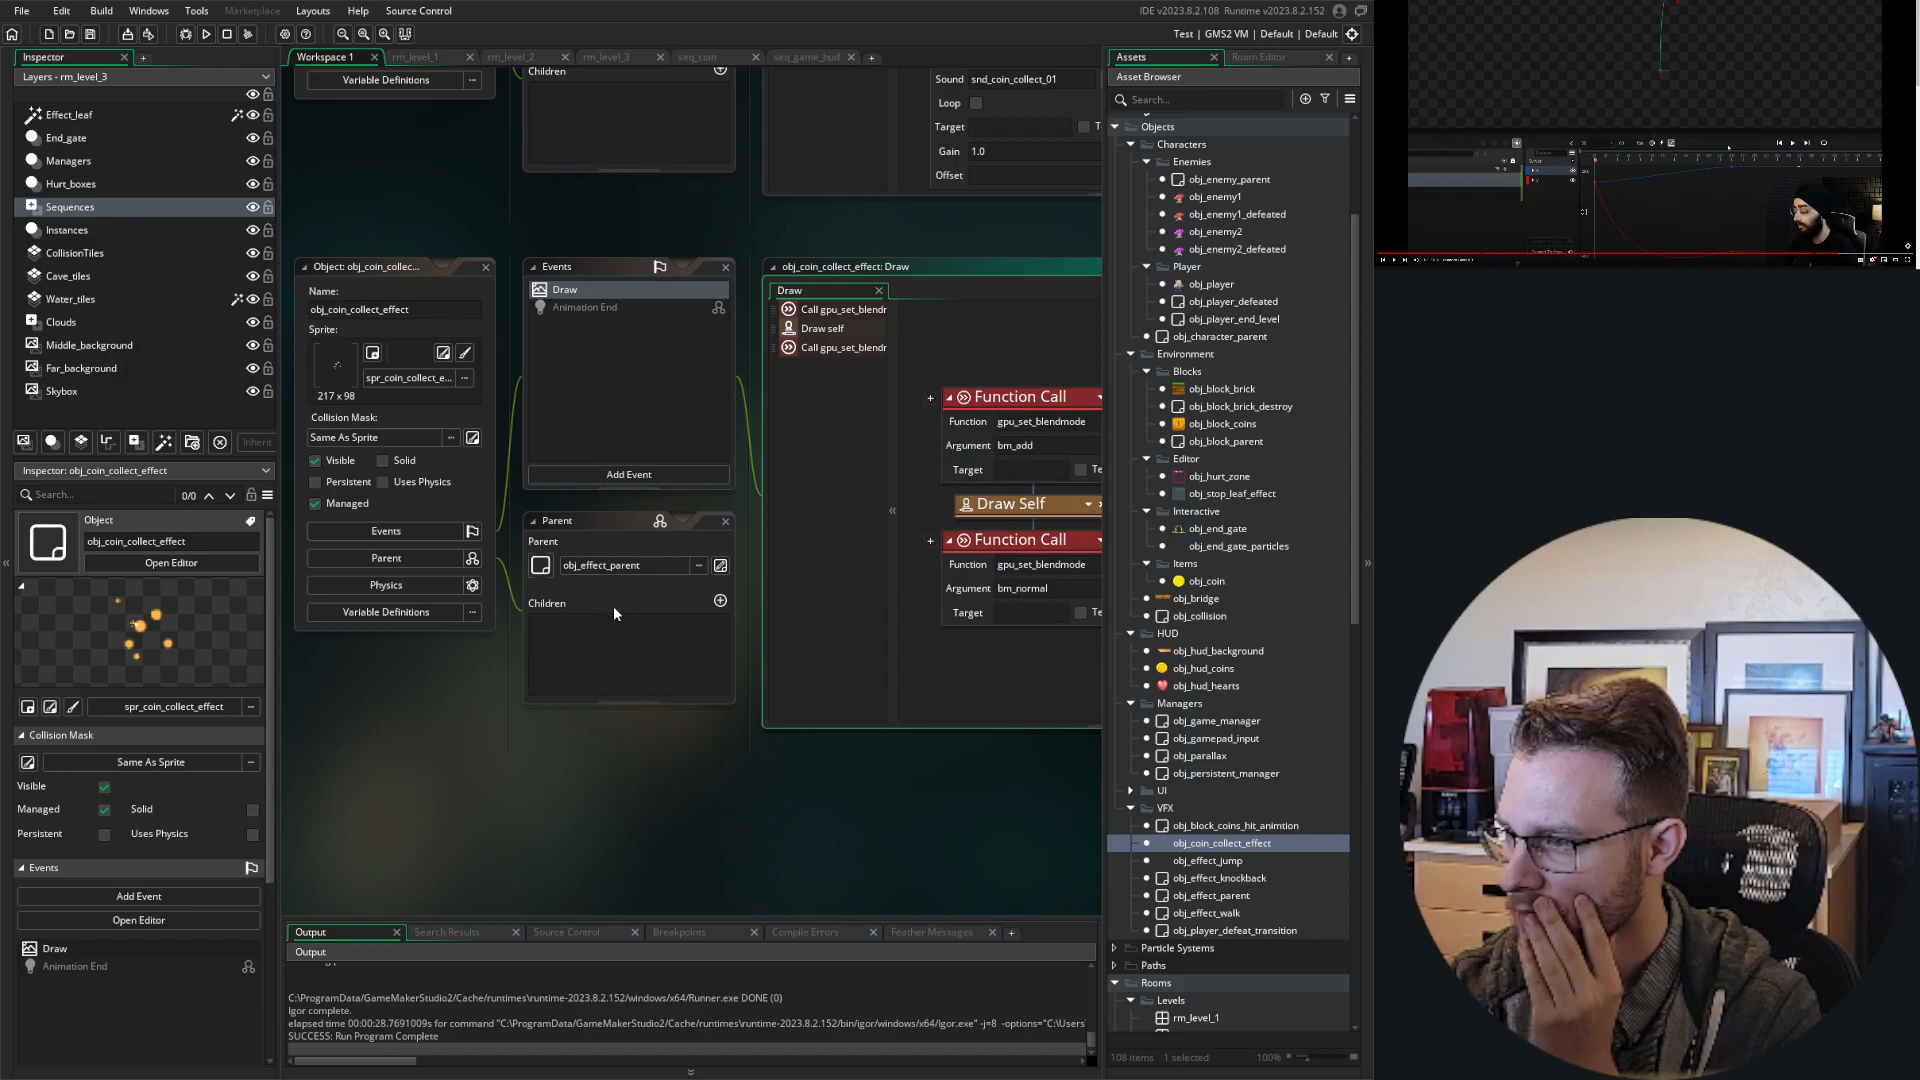 File Edit Build Windows Tools Marketplace Layouts Help Source Control
IDE v2023.8.2.108 Runtime v2023.8.2.152
Test | GMS2 VM | Default | Default
Inspector
Layers - rm_level_3
Effect_leaf
End_gate
Managers
Hurt_boxes
Sequences
Instances
CollisionTiles
Cave_tiles
Water_tiles
Clouds
Middle_background
Far_background
Skybox
Inherit
Inspector: obj_coin_collect_effect
Search... 0/0
Object
obj_coin_collect_effect
Open Editor
spr_coin_collect_effect
Collision Mask
Same As Sprite
Visible
Managed Solid
Persistent Uses Physics
Events
Add Event
Open Editor
Draw
Animation End
Workspace 1 rm_level_1 rm_level_2 rm_level_3 seq_coin seq_game_hud
Variable Definitions
Children
Sound snd_coin_collect_01
Loop
Target
Gain 1.0
Offset
Object: obj_coin_collec...
Name:
obj_coin_collect_effect
Sprite:
spr_coin_collect_e...
217 x 98
Collision Mask:
Same As Sprite
Visible Solid
Persistent Uses Physics
Managed
Events
Parent
Physics
Variable Definitions
Events
Draw
Animation End
Add Event
Parent
Parent
obj_effect_parent
Children
obj_coin_collect_effect: Draw
Draw
Call gpu_set_blendr
Draw self
Call gpu_set_blendr
Function Call
Function gpu_set_blendmode
Argument bm_add
Target Te
Draw Self
Function Call
Function gpu_set_blendmode
Argument bm_normal
Target Te
Output Search Results Source Control Breakpoints Compile Errors Feather Messages
Output
C:\ProgramData/GameMakerStudio2/Cache/runtimes\runtime-2023.8.2.152/windows/x64/Runner.exe DONE (0)
Igor complete.
elapsed time 00:00:28.7691009s for command "C:\ProgramData/GameMakerStudio2/Cache/runtimes\runtime-2023.8.2.152/bin/igor/windows/x64/Igor.exe" -j=8 -options="C:\Users'
SUCCESS: Run Program Complete
Assets Room Editor
Asset Browser
Search...
Objects
Characters
Enemies
obj_enemy_parent
obj_enemy1
obj_enemy1_defeated
obj_enemy2
obj_enemy2_defeated
Player
obj_player
obj_player_defeated
obj_player_end_level
obj_character_parent
Environment
Blocks
obj_block_brick
obj_block_brick_destroy
obj_block_coins
obj_block_parent
Editor
obj_hurt_zone
obj_stop_leaf_effect
Interactive
obj_end_gate
obj_end_gate_particles
Items
obj_coin
obj_bridge
obj_collision
HUD
obj_hud_background
obj_hud_coins
obj_hud_hearts
Managers
obj_game_manager
obj_gamepad_input
obj_parallax
obj_persistent_manager
UI
VFX
obj_block_coins_hit_animtion
obj_coin_collect_effect
obj_effect_jump
obj_effect_knockback
obj_effect_parent
obj_effect_walk
obj_player_defeat_transition
Particle Systems
Paths
Rooms
Levels
rm_level_1
108 items 1 selected 100%